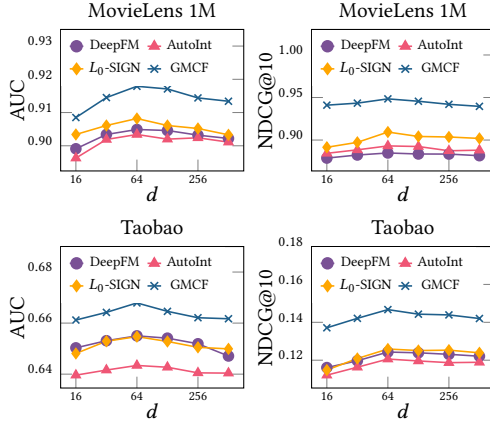 MovieLens 1M
AUC
0.93
0.92
0.91
0.90
DeepFM
AutoInt
L0-SIGN
GMCF
16
64
256
d
MovieLens 1M
NDCG@10
1.00
0.95
0.90
DeepFM
AutoInt
L0-SIGN
GMCF
16
64
256
d
Taobao
AUC
0.68
0.66
0.64
DeepFM
AutoInt
L0-SIGN
GMCF
16
64
256
d
Taobao
NDCG@10
0.18
0.16
0.14
0.12
DeepFM
AutoInt
L0-SIGN
GMCF
16
64
256
d